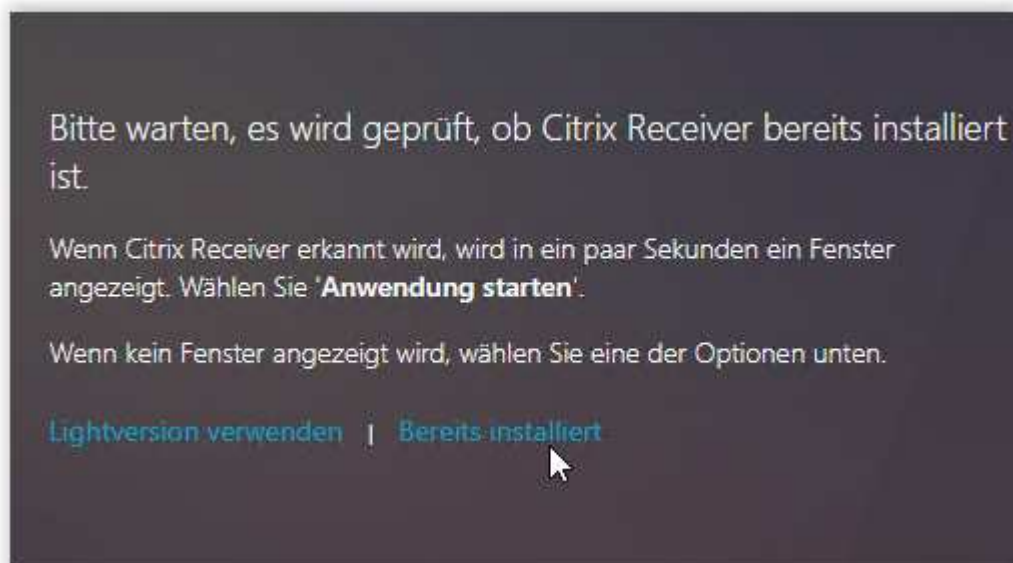 Bitte warten, es wird geprüft, ob Citrix Receiver bereits installiert
ist.
Wenn Citrix Receiver erkannt wird, wird in ein paar Sekunden ein Fenster
angezeigt. Wählen Sie 'Anwendung starten'.
Wenn kein Fenster angezeigt wird, wählen Sie eine der Optionen unten.
Lightversion verwenden | Bereits installiert